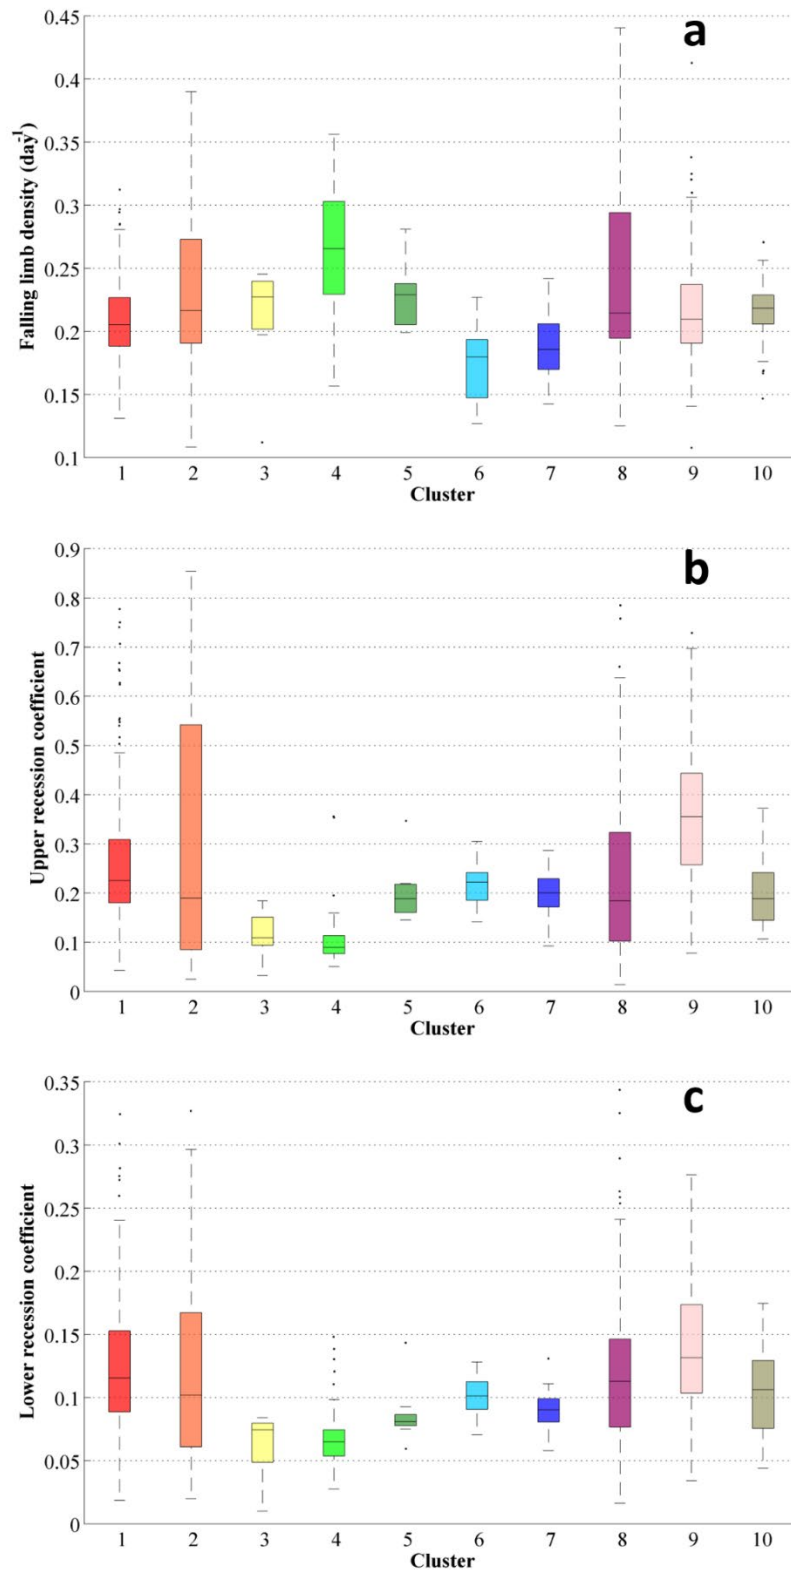 a
0.45
0.4
0.35
0.3
0.25
0.2
0.15
0.1
Falling limb density (day⁻¹)
1 2 3 4 5 6 7 8 9 10
Cluster
b
0.9
0.8
0.7
0.6
0.5
0.4
0.3
0.2
0.1
0
Upper recession coefficient
1 2 3 4 5 6 7 8 9 10
Cluster
c
0.35
0.3
0.25
0.2
0.15
0.1
0.05
0
Lower recession coefficient
1 2 3 4 5 6 7 8 9 10
Cluster